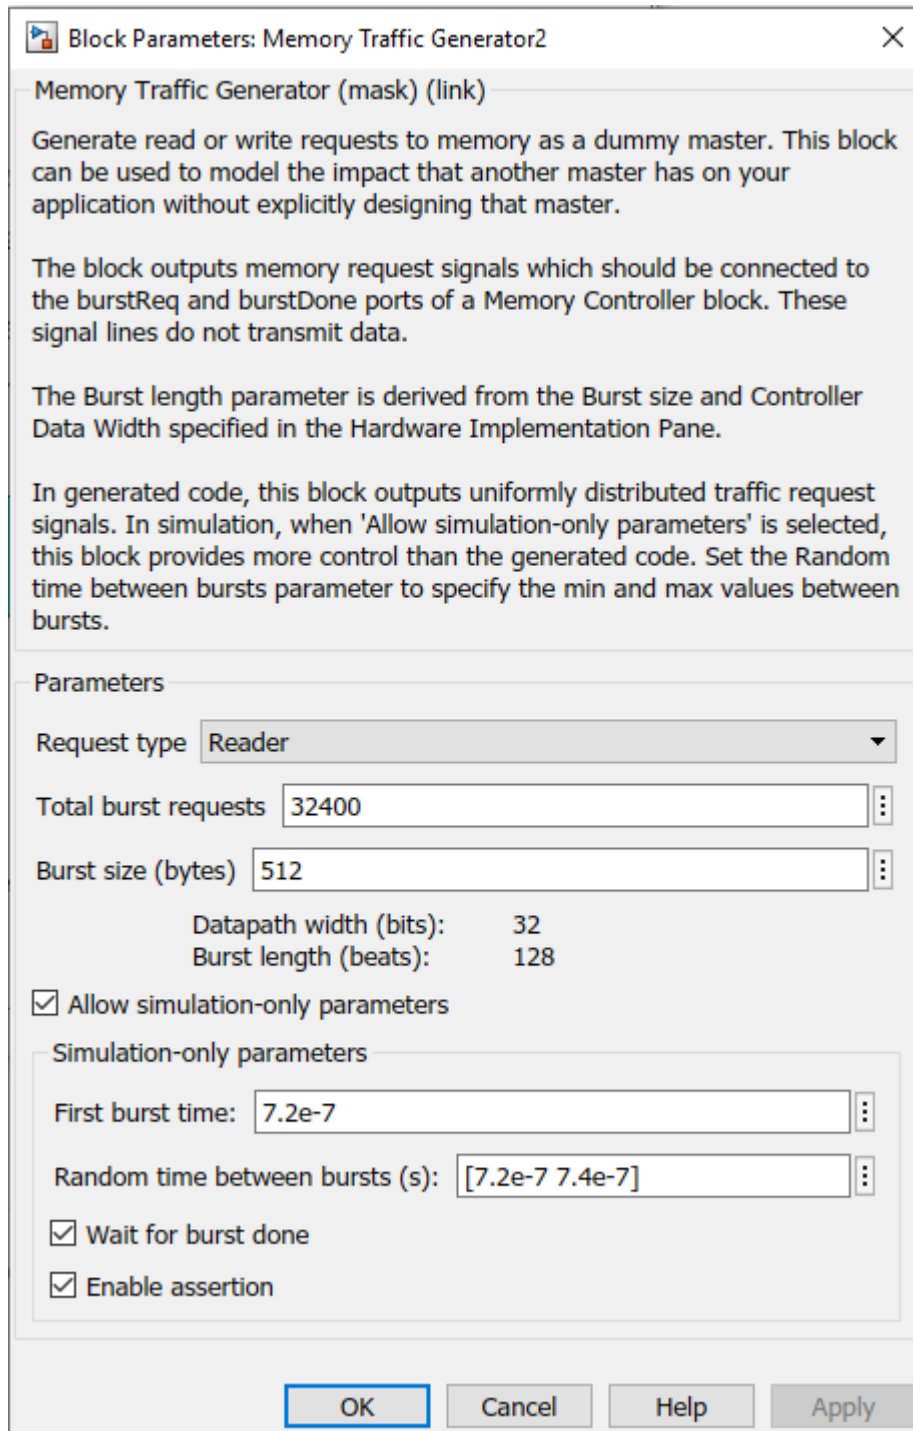 Block Parameters: Memory Traffic Generator2
Memory Traffic Generator (mask) (link)
Generate read or write requests to memory as a dummy master. This block
can be used to model the impact that another master has on your
application without explicitly designing that master.
The block outputs memory request signals which should be connected to
the burstReq and burstDone ports of a Memory Controller block. These
signal lines do not transmit data.
The Burst length parameter is derived from the Burst size and Controller
Data Width specified in the Hardware Implementation Pane.
In generated code, this block outputs uniformly distributed traffic request
signals. In simulation, when 'Allow simulation-only parameters' is selected,
this block provides more control than the generated code. Set the Random
time between bursts parameter to specify the min and max values between
bursts.
Parameters
Request type Reader
Total burst requests 32400
Burst size (bytes) 512
Datapath width (bits): 32
Burst length (beats): 128
Allow simulation-only parameters
Simulation-only parameters
First burst time: 7.2e-7
Random time between bursts (s): [7.2e-7 7.4e-7]
Wait for burst done
Enable assertion
OK Cancel Help Apply